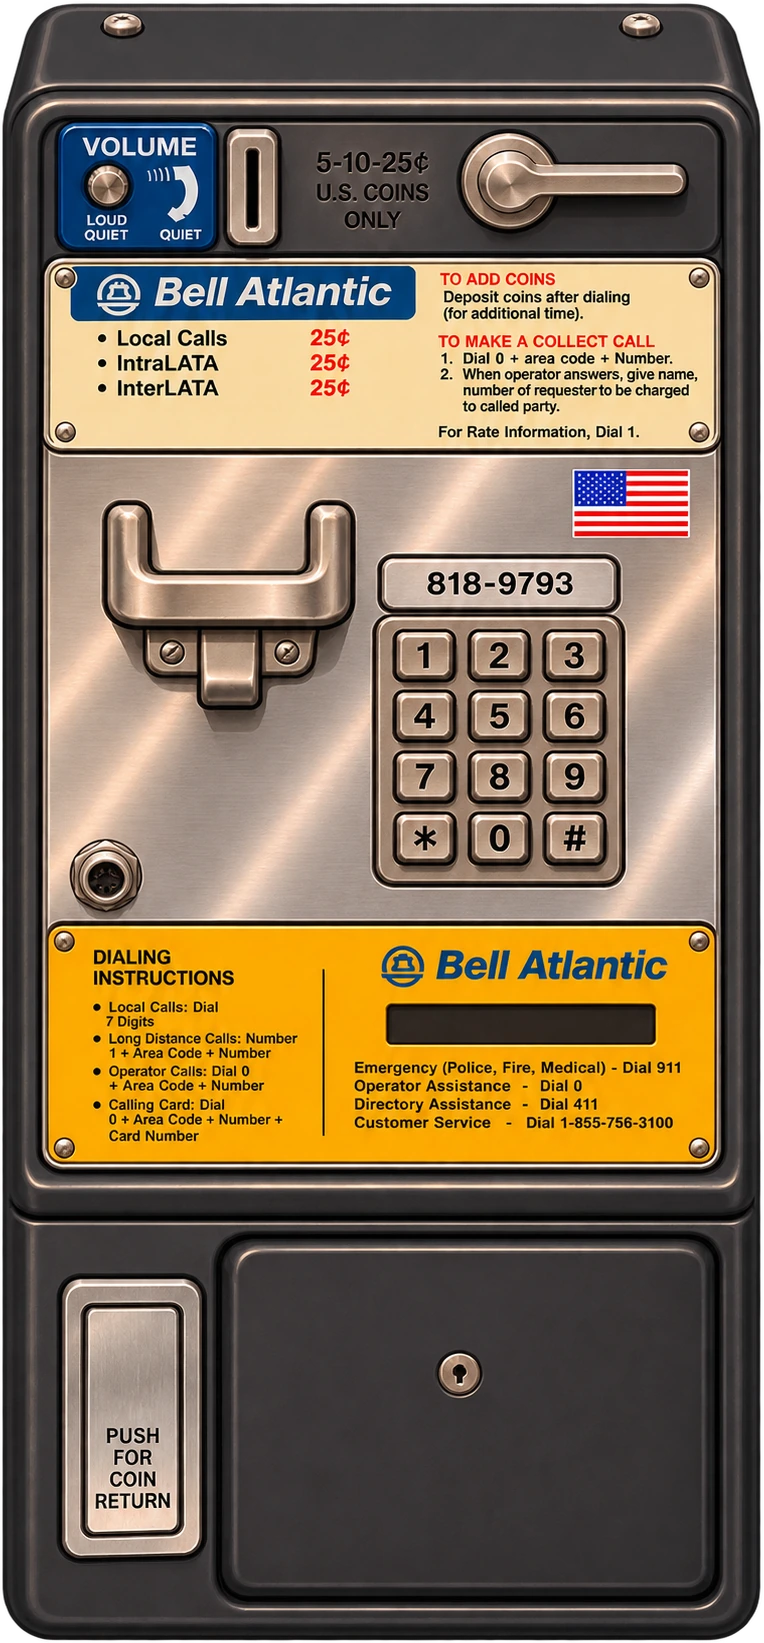 VOLUME
LOUD
QUIET
QUIET
5-10-25¢
U.S. COINS
ONLY
Bell Atlantic
• Local Calls 25¢
• IntraLATA 25¢
• InterLATA 25¢
TO ADD COINS
Deposit coins after dialing
(for additional time).
TO MAKE A COLLECT CALL
1. Dial 0 + area code + Number.
2. When operator answers, give name,
number of requester to be charged
to called party.
For Rate Information, Dial 1.
818-9793
1 2 3
4 5 6
7 8 9
* 0 #
DIALING
INSTRUCTIONS
• Local Calls: Dial
7 Digits
• Long Distance Calls: Number
1 + Area Code + Number
• Operator Calls: Dial 0
+ Area Code + Number
• Calling Card: Dial
0 + Area Code + Number +
Card Number
Bell Atlantic
Emergency (Police, Fire, Medical) - Dial 911
Operator Assistance - Dial 0
Directory Assistance - Dial 411
Customer Service - Dial 1-855-756-3100
PUSH
FOR
COIN
RETURN